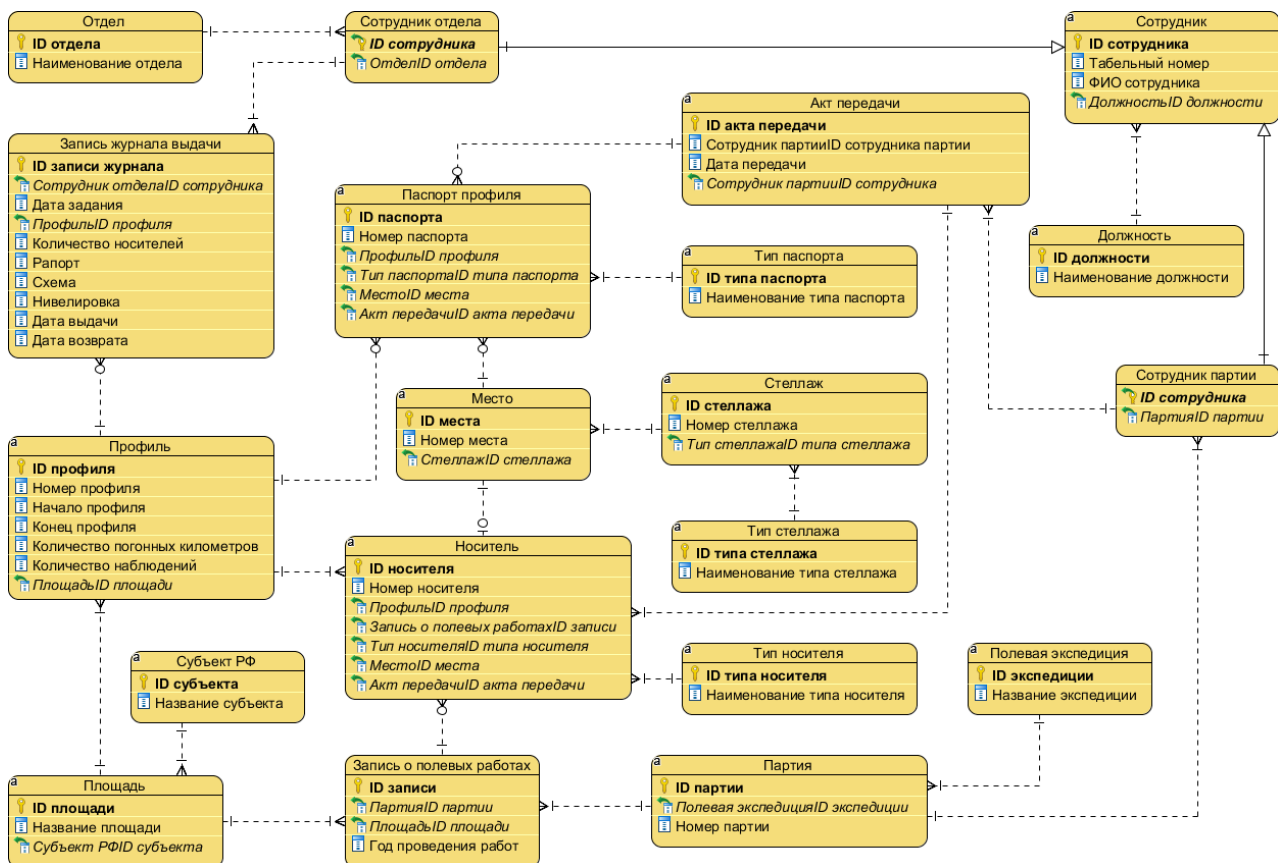 Отдел
ID отдела
Наименование отдела
Сотрудник отдела
ID сотрудника
ОтделID отдела
a
Сотрудник
ID сотрудника
Табельный номер
ФИО сотрудника
ДолжностьID должности
Запись журнала выдачи
ID записи журнала
Сотрудник отделаID сотрудника
Дата задания
ПрофильID профиля
Количество носителей
Рапорт
Схема
Нивелировка
Дата выдачи
Дата возврата
a
Паспорт профиля
ID паспорта
Номер паспорта
ПрофильID профиля
Тип паспортаID типа паспорта
МестоID места
Акт передачиID акта передачи
a
Акт передачи
ID акта передачи
Сотрудник партииID сотрудника партии
Дата передачи
Сотрудник партииID сотрудника
a
Тип паспорта
ID типа паспорта
Наименование типа паспорта
a
Должность
ID должности
Наименование должности
a
Место
ID места
Номер места
СтеллажID стеллажа
a
Стеллаж
ID стеллажа
Номер стеллажа
Тип стеллажаID типа стеллажа
Сотрудник партии
ID сотрудника
ПартияID партии
a
Профиль
ID профиля
Номер профиля
Начало профиля
Конец профиля
Количество погонных километров
Количество наблюдений
ПлощадьID площади
a
Тип стеллажа
ID типа стеллажа
Наименование типа стеллажа
a
Носитель
ID носителя
Номер носителя
ПрофильID профиля
Запись о полевых работахID записи
Тип носителяID типа носителя
МестоID места
Акт передачиID акта передачи
a
Субъект РФ
ID субъекта
Название субъекта
a
Тип носителя
ID типа носителя
Наименование типа носителя
a
Полевая экспедиция
ID экспедиции
Название экспедиции
a
Площадь
ID площади
Название площади
Субъект РФID субъекта
a
Запись о полевых работах
ID записи
ПартияID партии
ПлощадьID площади
Год проведения работ
a
Партия
ID партии
Полевая экспедицияID экспедиции
Номер партии